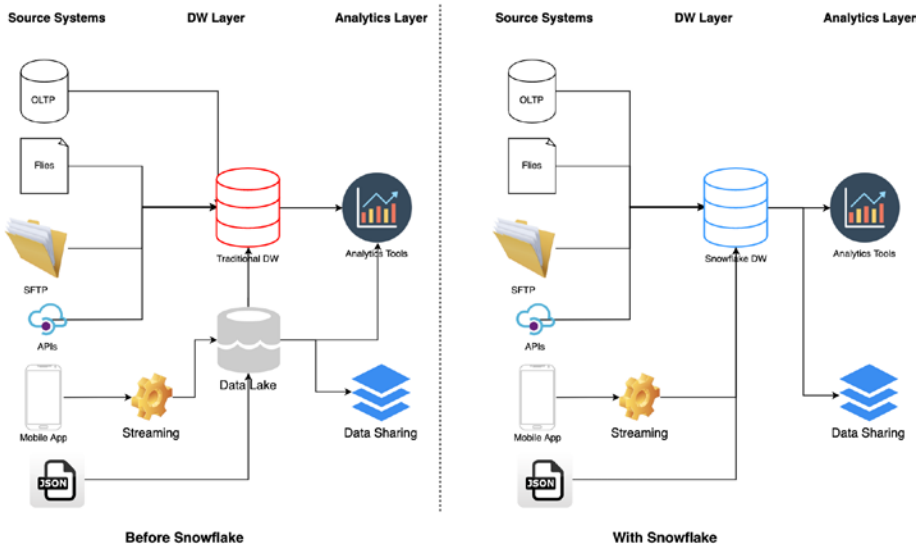 Source Systems DW Layer Analytics Layer
OLTP
Flies
Traditional DW
Analytics Tools
SFTP
APIs
Data Lake
Mobile App
Streaming
Data Sharing
JSON
Before Snowflake
Source Systems DW Layer Analytics Layer
OLTP
Flies
Snowflake DW
Analytics Tools
SFTP
APIs
Mobile App
Streaming
Data Sharing
JSON
With Snowflake